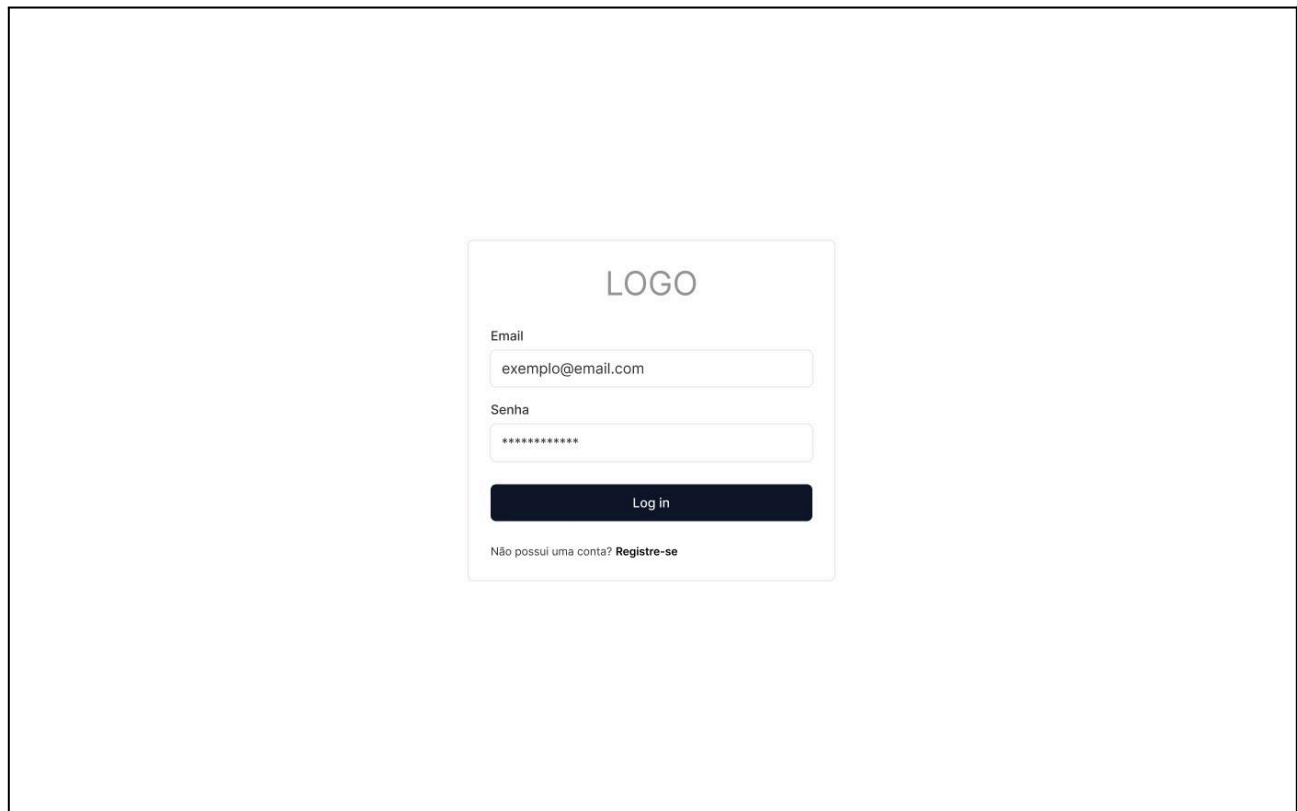 LOGO
Email
exemplo@email.com
Senha
************
Log in
Não possui uma conta? Registre-se